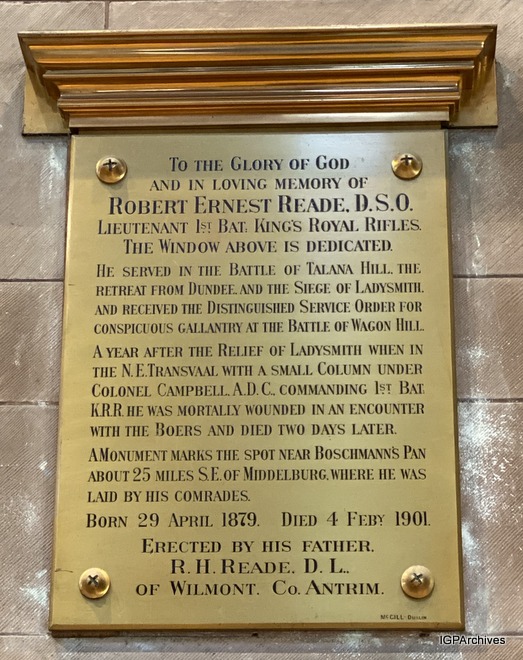 To the Glory of God
and in loving memory of
Robert Ernest Reade, D.S.O.
Lieutenant 1st Bat. King's Royal Rifles.
The Window above is dedicated.
He served in the Battle of Talana Hill, the
retreat from Dundee, and the Siege of Ladysmith,
and received the Distinguished Service Order for
conspicuous gallantry at the Battle of Wagon Hill.
A year after the Relief of Ladysmith when in
the N.E. Transvaal with a small Column under
Colonel Campbell, A.D.C., commanding 1st Bat.
K.R.R. he was mortally wounded in an encounter
with the Boers and died two days later.
A Monument marks the spot near Boschmann's Pan
about 25 miles S.E. of Middelburg, where he was
laid by his comrades.
Born 29 April 1879. Died 4 Feby 1901.
Erected by his father,
R. H. Reade, D. L.,
of Wilmont, Co. Antrim.
McGill-Dublin
IGPArchives